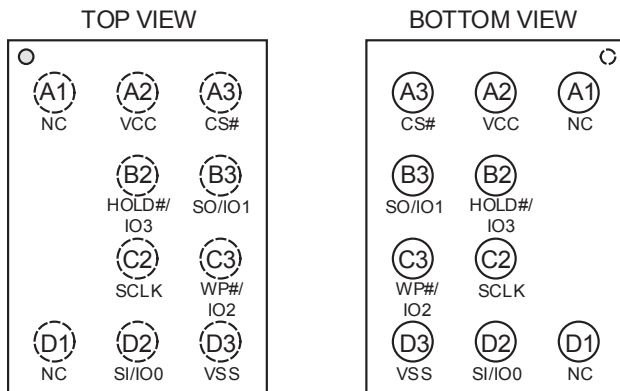 TOP VIEW BOTTOM VIEW
A1 A2 A3 A3 A2 A1
NC VCC CS# CS# VCC NC
B2 B3 B3 B2
HOLD#/ SO/IO1 SO/IO1 HOLD#/
IO3 IO3
C2 C3 C3 C2
SCLK WP#/ WP#/ SCLK
IO2 IO2
D1 D2 D3 D3 D2 D1
NC SI/IO0 VSS VSS SI/IO0 NC